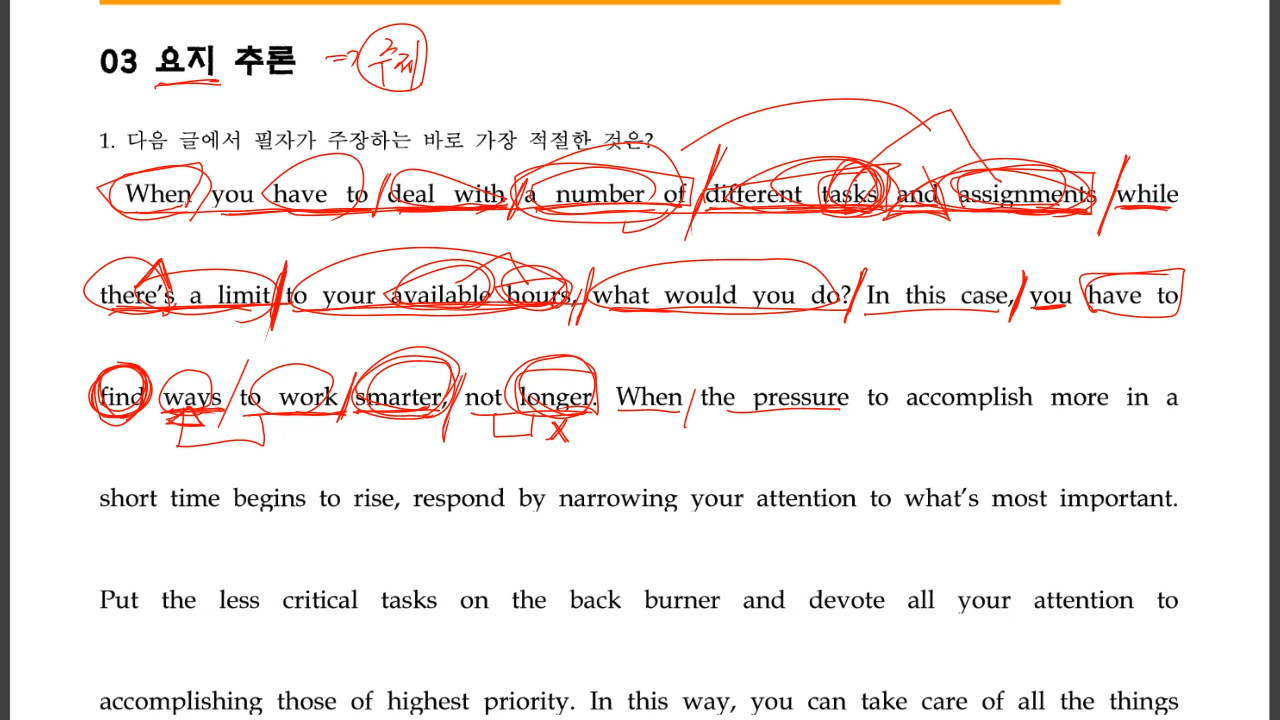 03 요지 추론 => 주제
1. 다음 글에서 필자가 주장하는 바로 가장 적절한 것은?
When you have to deal with a number of different tasks and assignments while
there's a limit to your available hours, what would you do? In this case, you have to
find ways to work smarter, not longer. When the pressure to accomplish more in a
short time begins to rise, respond by narrowing your attention to what's most important.
Put the less critical tasks on the back burner and devote all your attention to
accomplishing those of highest priority. In this way, you can take care of all the things